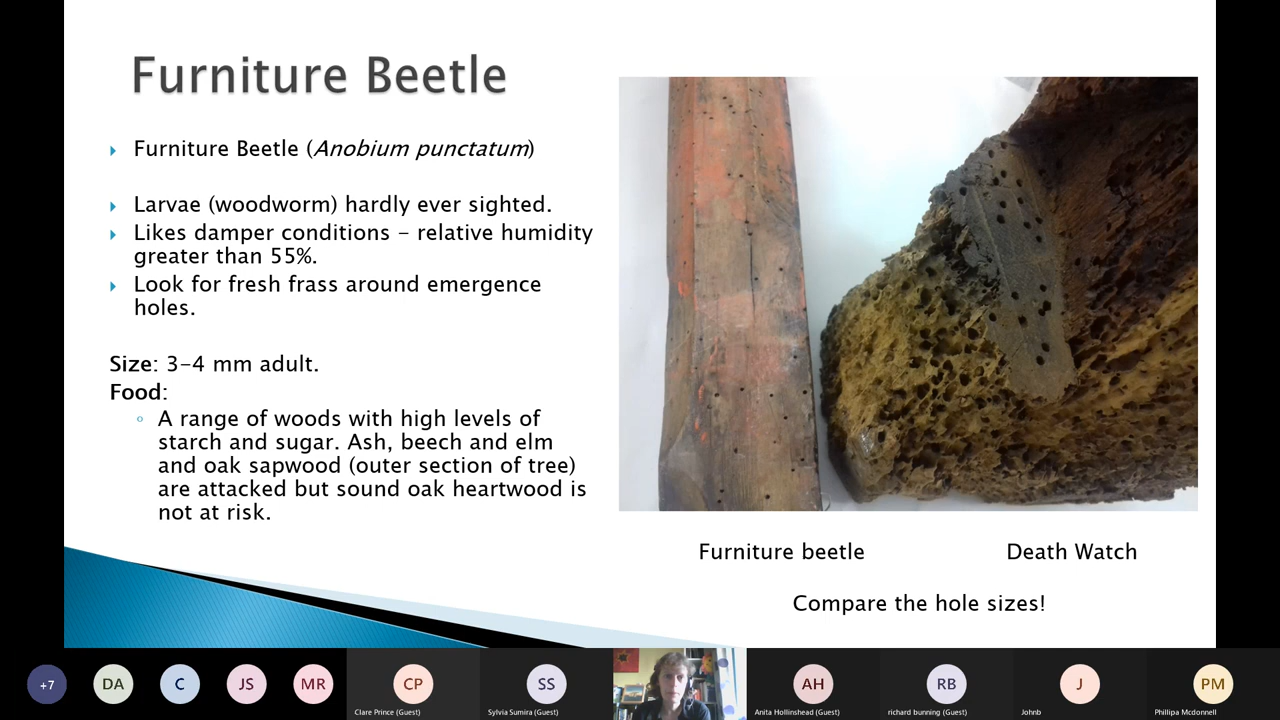 Furniture Beetle
Furniture Beetle (Anobium punctatum)
Larvae (woodworm) hardly ever sighted.
Likes damper conditions – relative humidity
greater than 55%.
Look for fresh frass around emergence
holes.
Size: 3-4 mm adult.
Food:
A range of woods with high levels of
starch and sugar. Ash, beech and elm
and oak sapwood (outer section of tree)
are attacked but sound oak heartwood is
not at risk.
Furniture beetle
Death Watch
Compare the hole sizes!
+7
DA
C
JS
MR
CP
Clare Prince (Guest)
SS
Sylvia Sumira (Guest)
AH
Anita Hollinshead (Guest)
RB
richard bunning (Guest)
J
Johnb
PM
Phillipa Mcdonnell